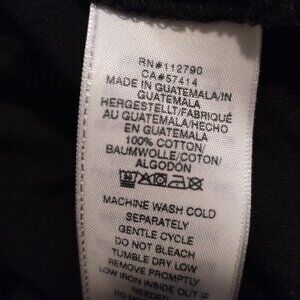 RN#112790
CA#57414
MADE IN GUATEMALA/IN
GUATEMALA
HERGESTELLT/FABRIQUÉ
AU GUATEMALA/HECHO
EN GUATEMALA
100% COTTON/
BAUMWOLLE/COTON/
ALGODÓN
MACHINE WASH COLD
SEPARATELY
GENTLE CYCLE
DO NOT BLEACH
TUMBLE DRY LOW
REMOVE PROMPTLY
LOW IRON INSIDE OUT IF
NEEDED